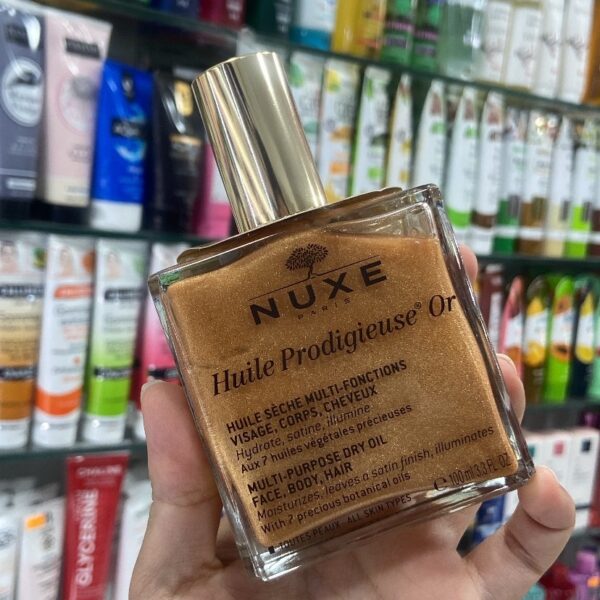 NUXE
PARIS
Huile Prodigieuse® Or
HUILE SÈCHE MULTI-FONCTIONS
VISAGE, CORPS, CHEVEUX
Hydrate, satine, illumine
Aux 7 huiles végétales précieuses
MULTI-PURPOSE DRY OIL
FACE, BODY, HAIR
Moisturizes, leaves a satin finish, illuminates
With 7 precious botanical oils
TOUTES PEAUX - ALL SKIN TYPES
℮ 100ml 3.3 FL. OZ.
GLYCERINE